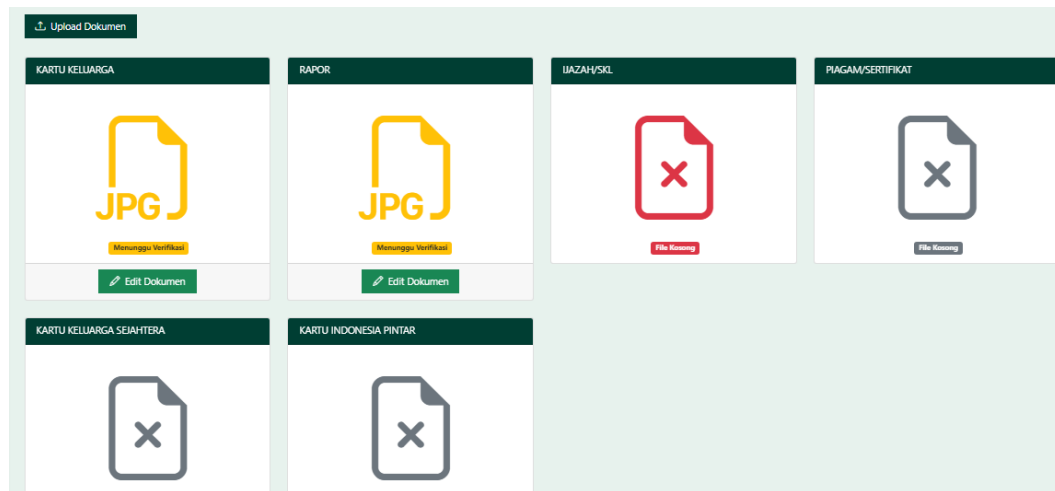 Upload Dokumen
KARTU KELUARGA
RAPOR
IJAZAH/SKL
PIAGAM/SERTIFIKAT
JPG
JPG
Menunggu Verifikasi
Menunggu Verifikasi
File Kosong
File Kosong
Edit Dokumen
Edit Dokumen
KARTU KELUARGA SEJAHTERA
KARTU INDONESIA PINTAR